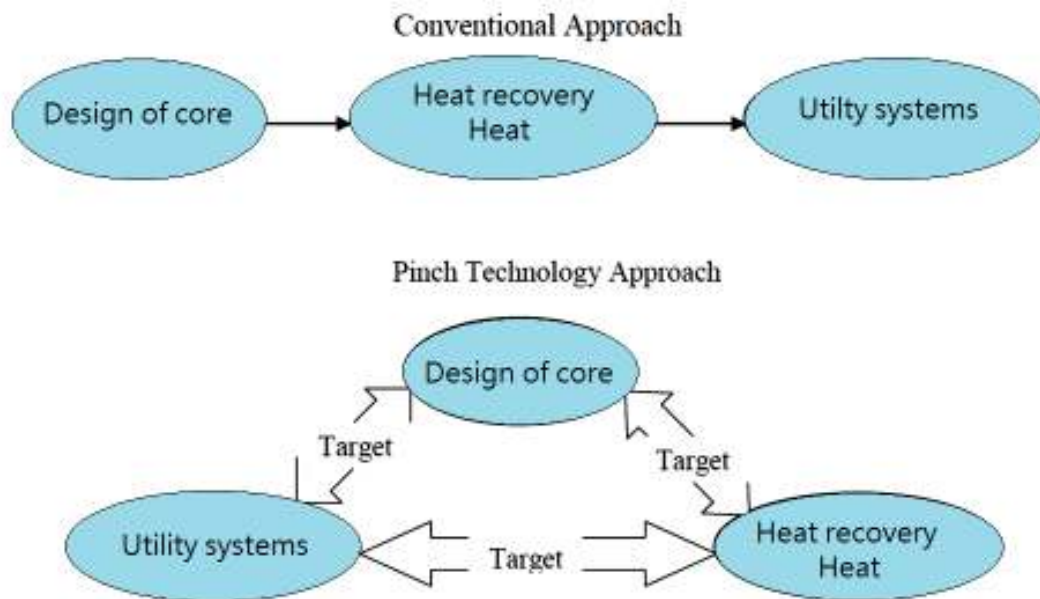 Conventional Approach
Design of core
Heat recovery
Heat
Utilty systems
Pinch Technology Approach
Design of core
Target
Target
Utility systems
Target
Heat recovery
Heat